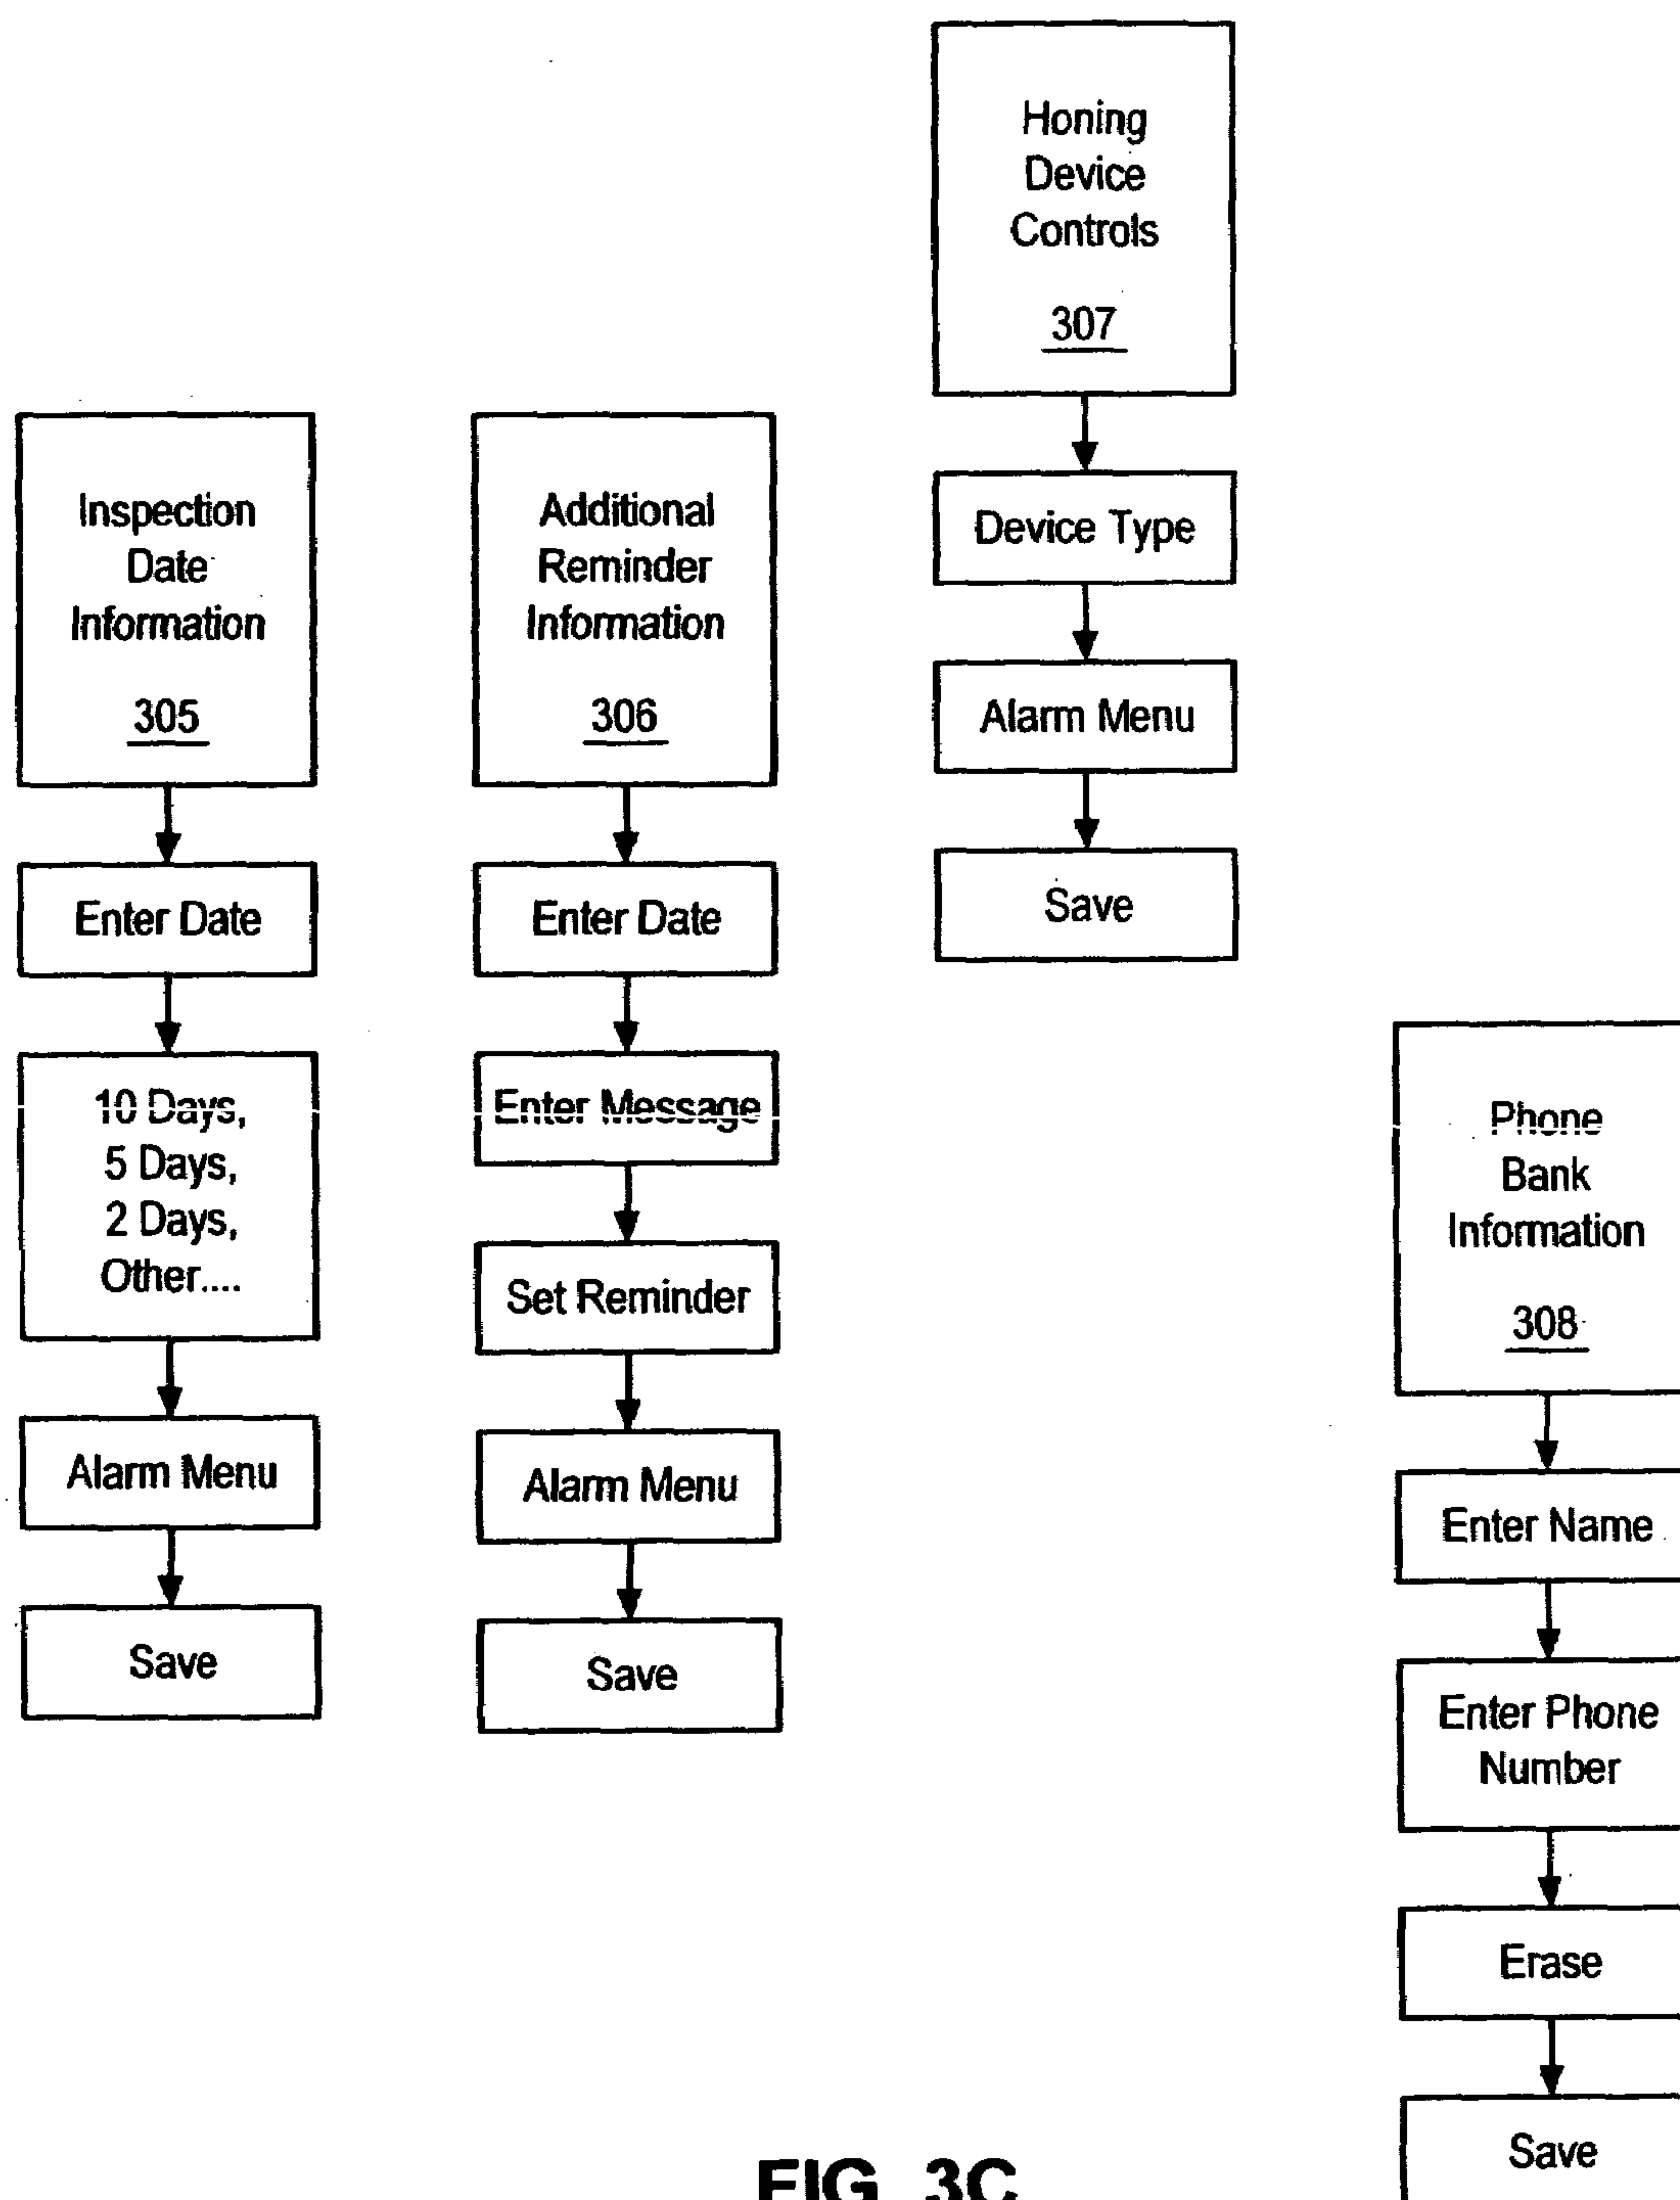 Inspection
Date
Information
305
Enter Date
10 Days,
5 Days,
2 Days,
Other....
Alarm Menu
Save
Additional
Reminder
Information
306
Enter Date
Enter Message
Set Reminder
Alarm Menu
Save
Honing
Device
Controls
307
Device Type
Alarm Menu
Save
Phone
Bank
Information
308
Enter Name
Enter Phone
Number
Erase
Save
FIG. 3C